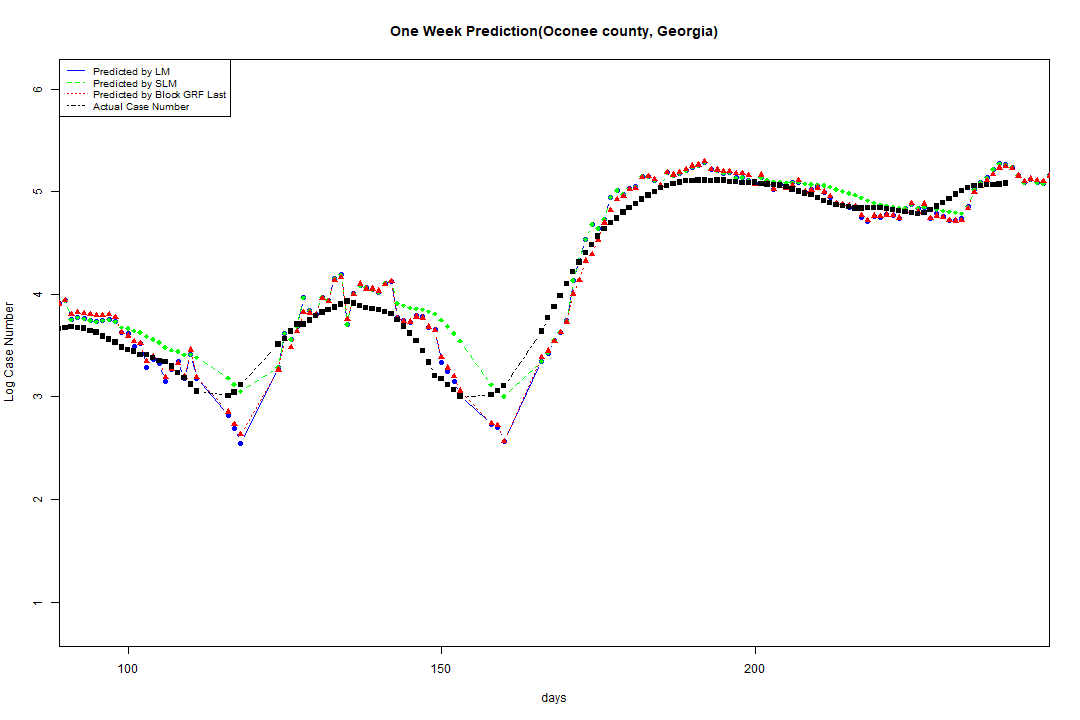 One Week Prediction(Oconee county, Georgia)
Predicted by LM
Predicted by SLM
Predicted by Block GRF Last
Actual Case Number
6
5
4
3
2
1
Log Case Number
100
150
200
days